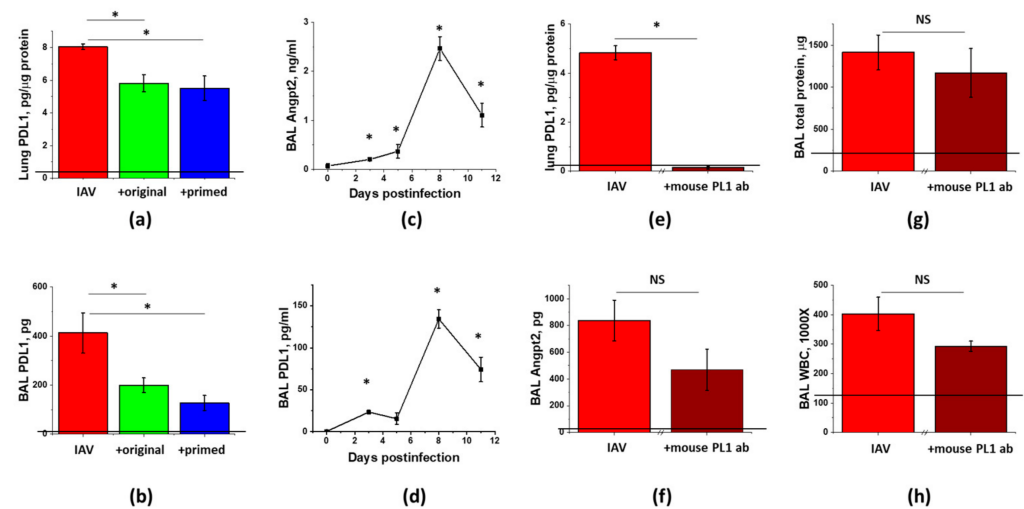 *
*
Lung PDL1, pg/µg protein
8
6
4
2
0
IAV
+original
+primed
(a)
BAL Angpt2, ng/ml
3
2
1
0
*
*
*
*
0
2
4
6
8
10
12
Days postinfection
(c)
lung PDL1, pg/µg protein
6
4
2
0
*
IAV
+mouse PL1 ab
(e)
NS
BAL total protein, µg
1500
1000
500
0
IAV
+mouse PL1 ab
(g)
BAL PDL1, pg
600
400
200
0
*
*
IAV
+original
+primed
(b)
BAL PDL1, pg/ml
150
100
50
0
*
*
*
0
2
4
6
8
10
12
Days postinfection
(d)
NS
BAL Angpt2, pg
1000
800
600
400
200
0
IAV
+mouse PL1 ab
(f)
NS
BAL WBC, 1000X
500
400
300
200
100
0
IAV
+mouse PL1 ab
(h)